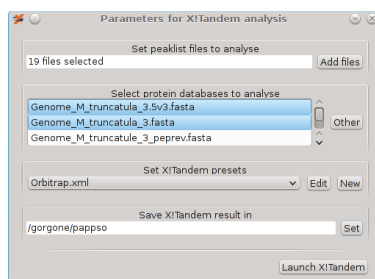 Parameters for X!Tandem analysis
Set peaklist files to analyse
19 files selected
Add files
Select protein databases to analyse
Genome_M_truncatula_3.5v3.fasta
Genome_M_truncatula_3.fasta
Other
Genome_M_truncatule_3_peprev.fasta
Set X!Tandem presets
Orbitrap.xml
Edit
New
Save X!Tandem result in
/gorgone/pappso
Set
Launch X!Tandem